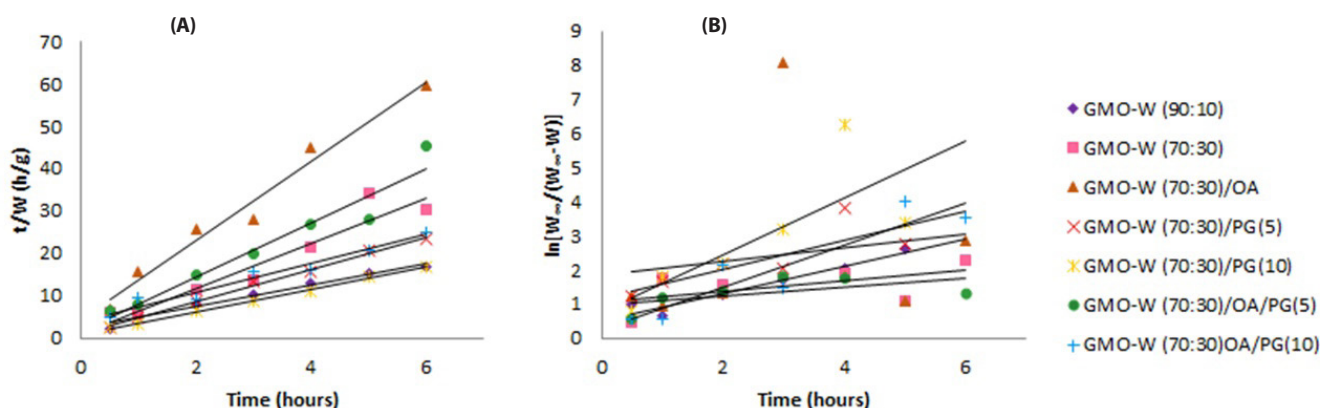 (A)
t/W (h/g)
70
60
50
40
30
20
10
0
0
2
4
6
Time (hours)
(B)
ln[W∞/(W∞-W)]
9
8
7
6
5
4
3
2
1
0
0
2
4
6
Time (hours)
GMO-W (90:10)
GMO-W (70:30)
GMO-W (70:30)/OA
GMO-W (70:30)/PG(5)
GMO-W (70:30)/PG(10)
GMO-W (70:30)/OA/PG(5)
GMO-W (70:30)OA/PG(10)